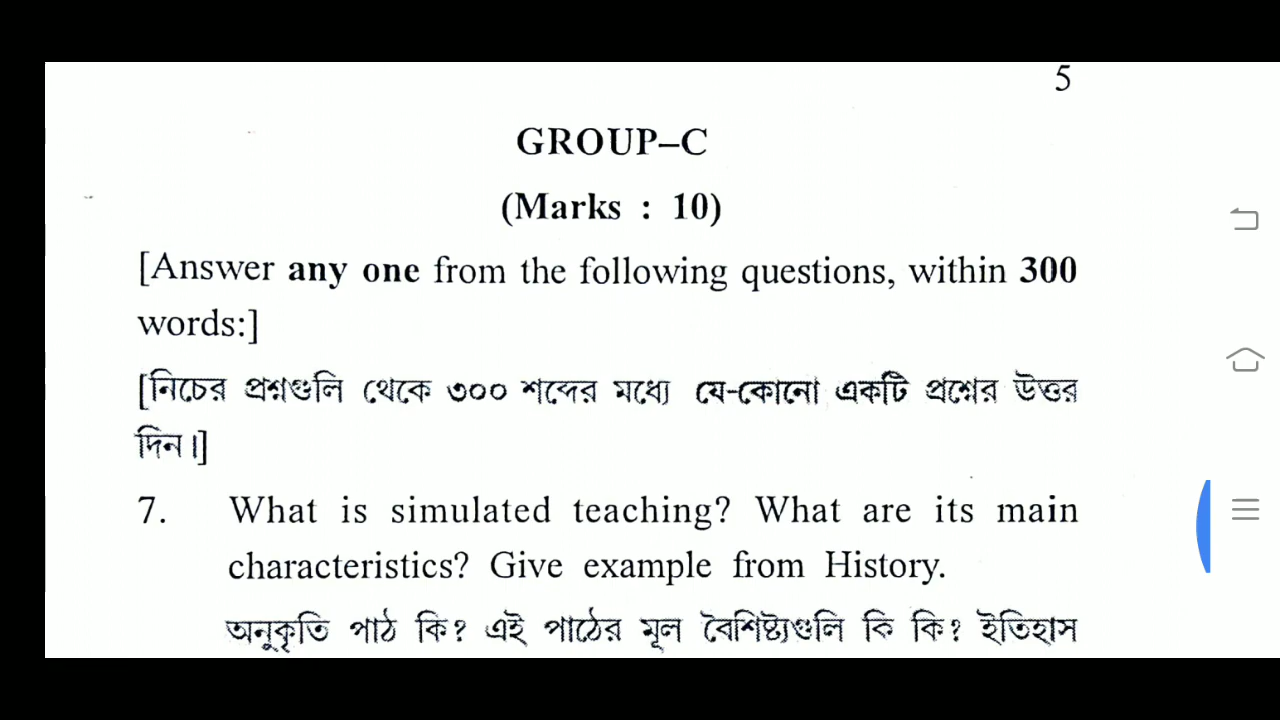 5
GROUP–C
(Marks : 10)
[Answer any one from the following questions, within 300
words:]
[নিচের প্রশ্নগুলি থেকে ৩০০ শব্দের মধ্যে যে-কোনো একটি প্রশ্নের উত্তর
দিন।]
7. What is simulated teaching? What are its main
characteristics? Give example from History.
অনুকৃতি পাঠ কি? এই পাঠের মূল বৈশিষ্ট্যগুলি কি কি? ইতিহাস